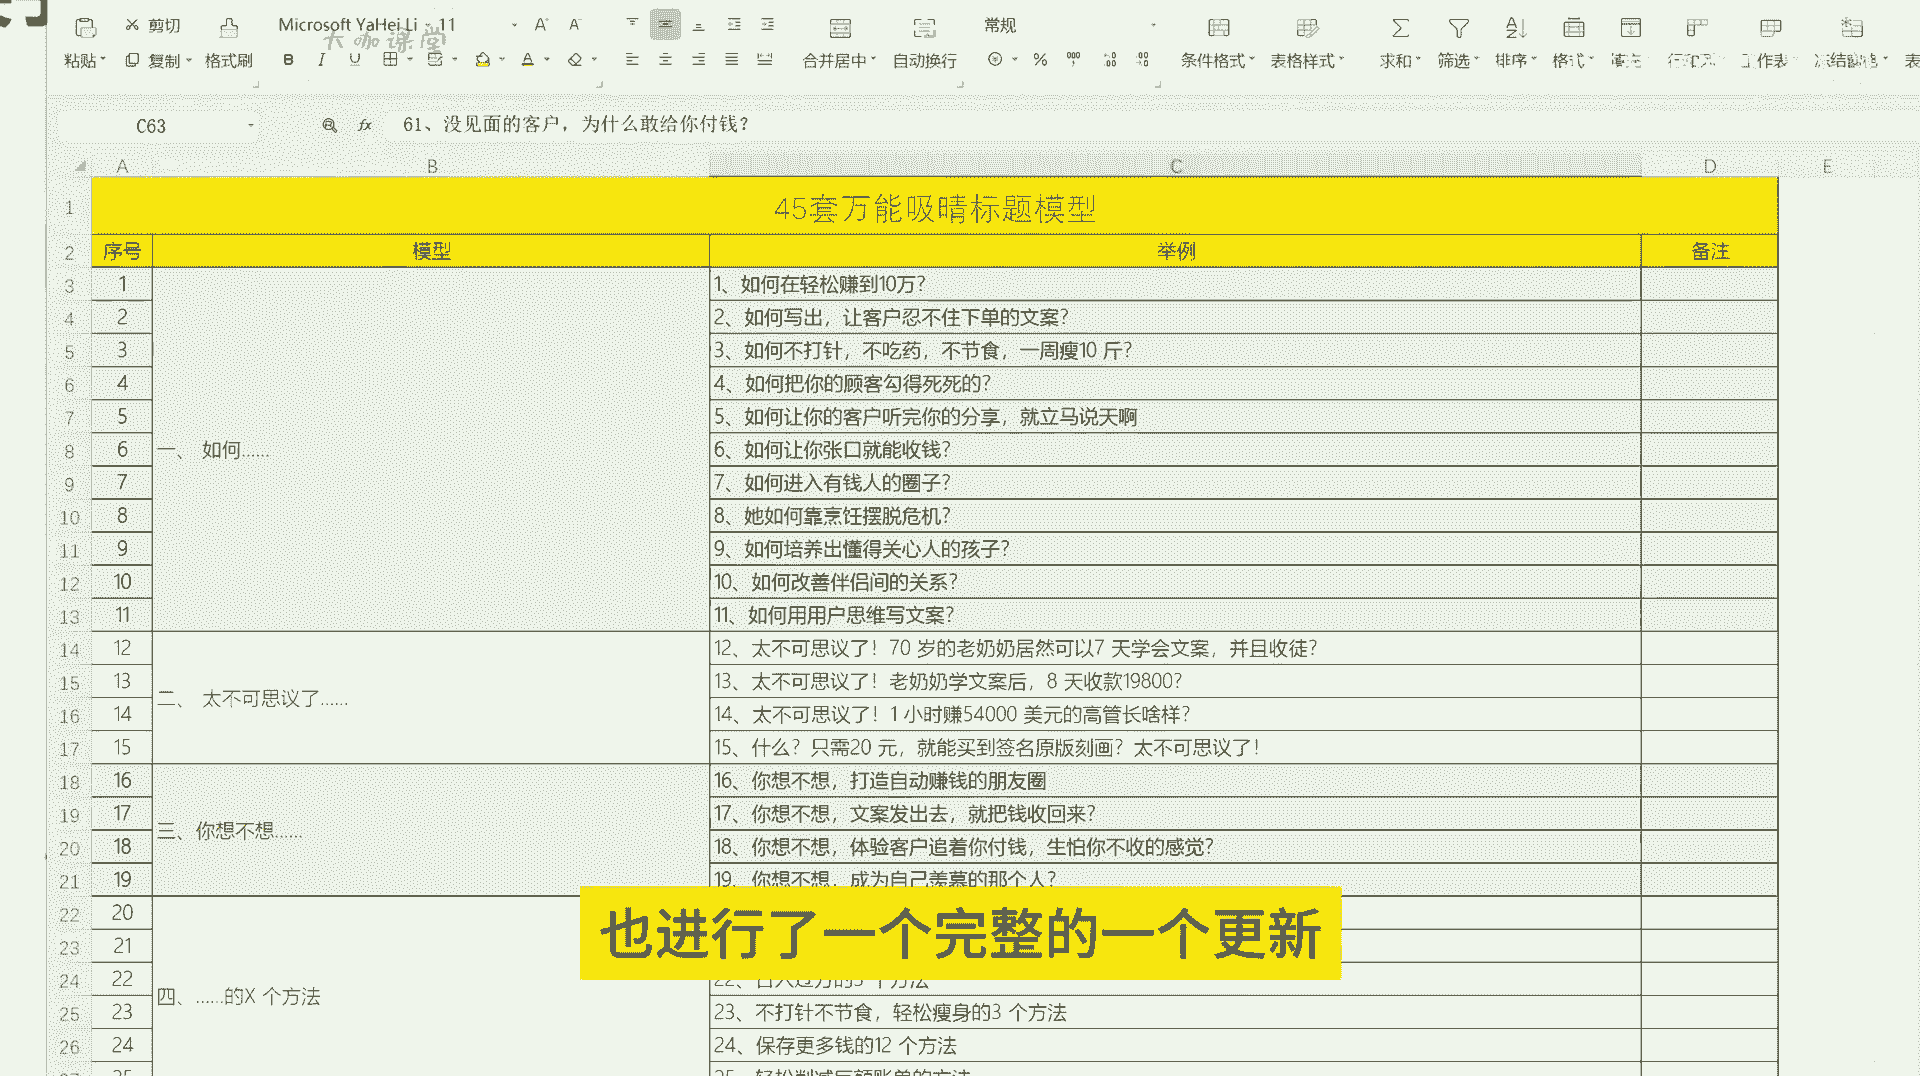 剪切 Microsoft YaHei Li 11 A⁺ A⁻ 常规
大咖课堂
粘贴 复制 格式刷 B I U A 合并居中 自动换行 % 条件格式 表格样式 求和 筛选 排序 格式 工作表 冻结
C63 fx 61、没见面的客户，为什么敢给你付钱？
A B C D E
1 45套万能吸睛标题模型
2 序号 模型 举例 备注
3 1 1、如何在轻松赚到10万？
4 2 2、如何写出，让客户忍不住下单的文案？
5 3 3、如何不打针，不吃药，不节食，一周瘦10 斤？
6 4 4、如何把你的顾客勾得死死的？
7 5 5、如何让你的客户听完你的分享，就立马说天啊
8 6 一、 如何...... 6、如何让你张口就能收钱？
9 7 7、如何进入有钱人的圈子？
10 8 8、她如何靠烹饪摆脱危机？
11 9 9、如何培养出懂得关心人的孩子？
12 10 10、如何改善伴侣间的关系？
13 11 11、如何用用户思维写文案？
14 12 12、太不可思议了！70 岁的老奶奶居然可以7 天学会文案，并且收徒？
15 13 二、 太不可思议了...... 13、太不可思议了！老奶奶学文案后，8 天收款19800？
16 14 14、太不可思议了！1 小时赚54000 美元的高管长啥样？
17 15 15、什么？只需20 元，就能买到签名原版刻画？太不可思议了！
18 16 16、你想不想，打造自动赚钱的朋友圈
19 17 三、你想不想...... 17、你想不想，文案发出去，就把钱收回来？
20 18 18、你想不想，体验客户追着你付钱，生怕你不收的感觉？
21 19 19、你想不想，成为自己羡慕的那个人？
22 20
也进行了一个完整的一个更新
23 21
24 22 四、......的X 个方法
25 23 23、不打针不节食，轻松瘦身的3 个方法
26 24 24、保存更多钱的12 个方法